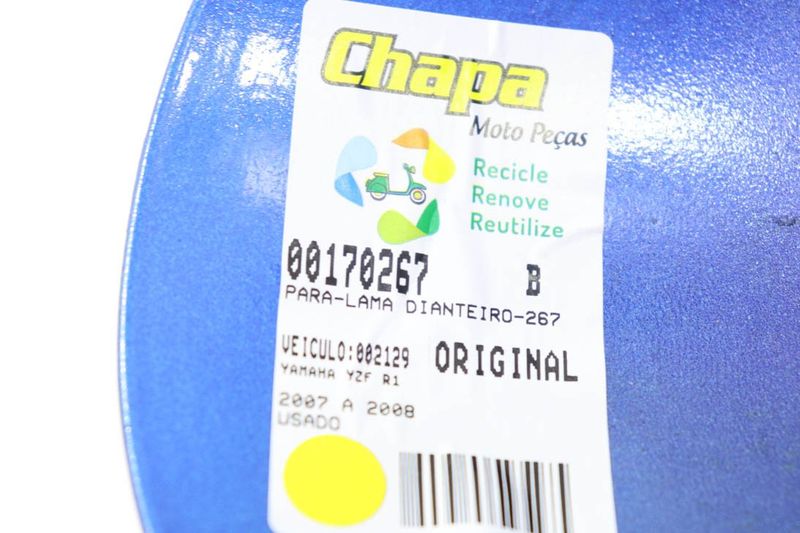 Chapa
Moto Peças
Recicle
Renove
Reutilize
00170267 B
PARA-LAMA DIANTEIRO-267
VEICULO:002129 ORIGINAL
YAMAHA YZF R1
2007 A 2008
USADO